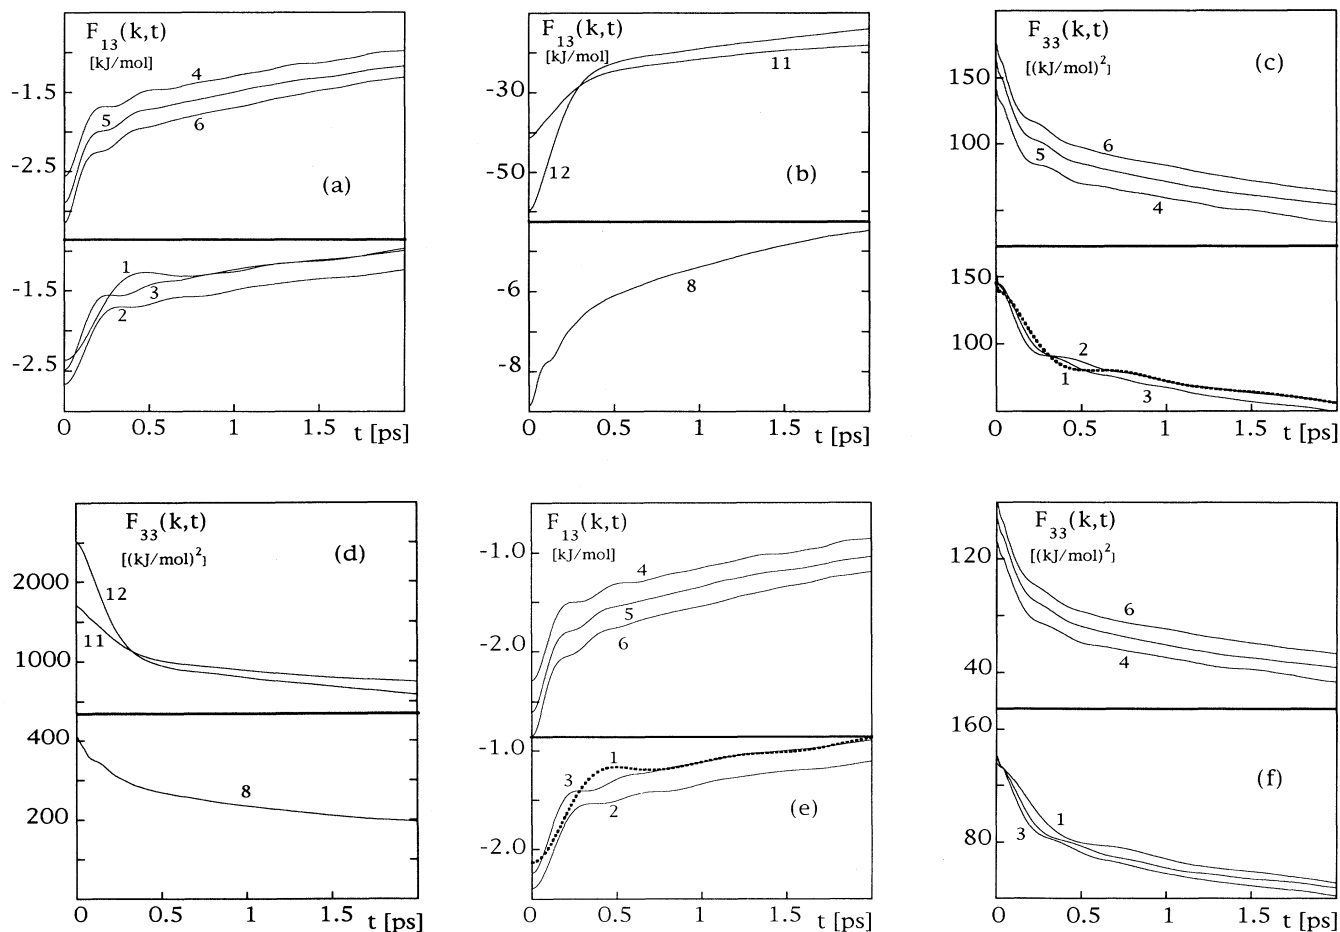 F13(k,t)
[kJ/mol]
4
-1.5
5
6
-2.5
(a)
1
-1.5
3
2
-2.5
0 0.5 1 1.5 t [ps]
F13(k,t)
[kJ/mol]
11
-30
12
-50
(b)
-6
8
-8
0 0.5 1 1.5 t [ps]
F33(k,t)
[(kJ/mol)2]
(c)
150
6
100
5
4
150
2
100
1
3
0 0.5 1 1.5 t [ps]
F33(k,t)
[(kJ/mol)2]
(d)
2000
12
11
1000
400
8
200
0 0.5 1 1.5 t [ps]
F13(k,t)
-1.0
[kJ/mol]
4
5
-2.0
6
-1.0
1
3
2
(e)
-2.0
0 0.5 1 1.5 t [ps]
F33(k,t)
120
[(kJ/mol)2]
6
40
4
160
(f)
1
80
3
0 0.5 1 1.5 t [ps]